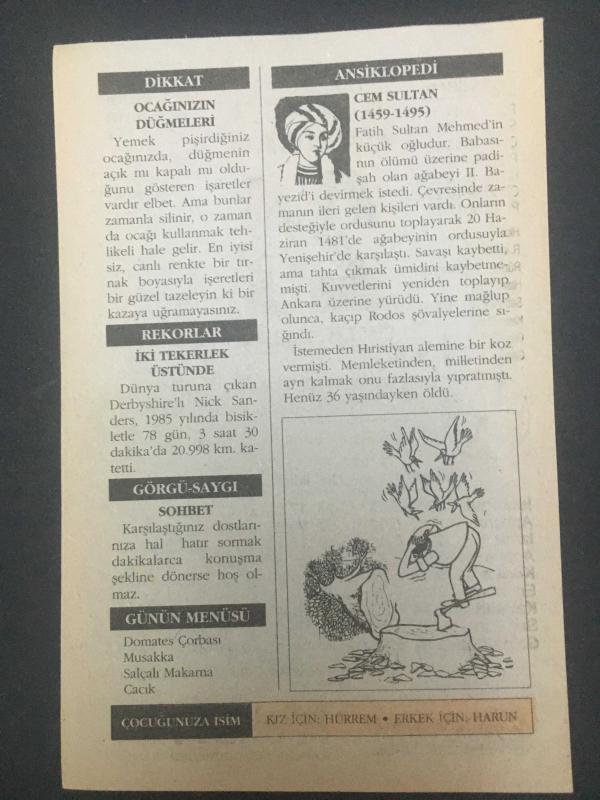 DİKKAT
OCAĞINIZIN
DÜĞMELERİ
Yemek pişirdiğiniz
ocağınızda, düğmenin
açık mı kapalı mı oldu-
ğunu gösteren işaretler
vardır elbet. Ama bunlar
zamanla silinir, o zaman
da ocağı kullanmak teh-
likeli hale gelir. En iyisi
siz, canlı renkte bir tır-
nak boyasıyla işeretleri
bir güzel tazeleyin ki bir
kazaya uğramayasınız.
REKORLAR
İKİ TEKERLEK
ÜSTÜNDE
Dünya turuna çıkan
Derbyshire'lı Nick San-
ders, 1985 yılında bisik-
letle 78 gün, 3 saat 30
dakika'da 20.998 km. ka-
tetti.
GÖRGÜ-SAYGI
SOHBET
Karşılaştığınız dostları-
nıza hal hatır sormak
dakikalarca konuşma
şekline dönerse hoş ol-
maz.
GÜNÜN MENÜSÜ
Domates Çorbası
Musakka
Salçalı Makarna
Cacık
ANSİKLOPEDİ
CEM SULTAN
(1459-1495)
Fatih Sultan Mehmed'in
küçük oğludur. Babası-
nın ölümü üzerine padi-
şah olan ağabeyi II. Ba-
yezid'i devirmek istedi. Çevresinde za-
manın ileri gelen kişileri vardı. Onların
desteğiyle ordusunu toplayarak 20 Ha-
ziran 1481'de ağabeyinin ordusuyla
Yenişehir'de karşılaştı. Savaşı kaybetti,
ama tahta çıkmak ümidini kaybetme-
mişti. Kuvvetlerini yeniden toplayıp
Ankara üzerine yürüdü. Yine mağlup
olunca, kaçıp Rodos şövalyelerine sı-
ğındı.
İstemeden Hıristiyan alemine bir koz
vermişti. Memleketinden, milletinden
ayrı kalmak onu fazlasıyla yıpratmıştı.
Henüz 36 yaşındayken öldü.
ÇOCUĞUNUZA ISİM
KIZ İÇİN: HÜRREM • ERKEK İÇİN: HARUN